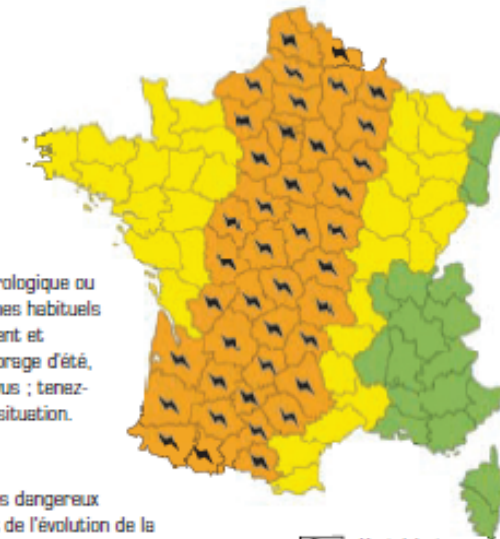 rologique ou
nes habituels
ent et
orage d'été,
us ; tenez-
situation.
s dangereux
de l'évolution de la